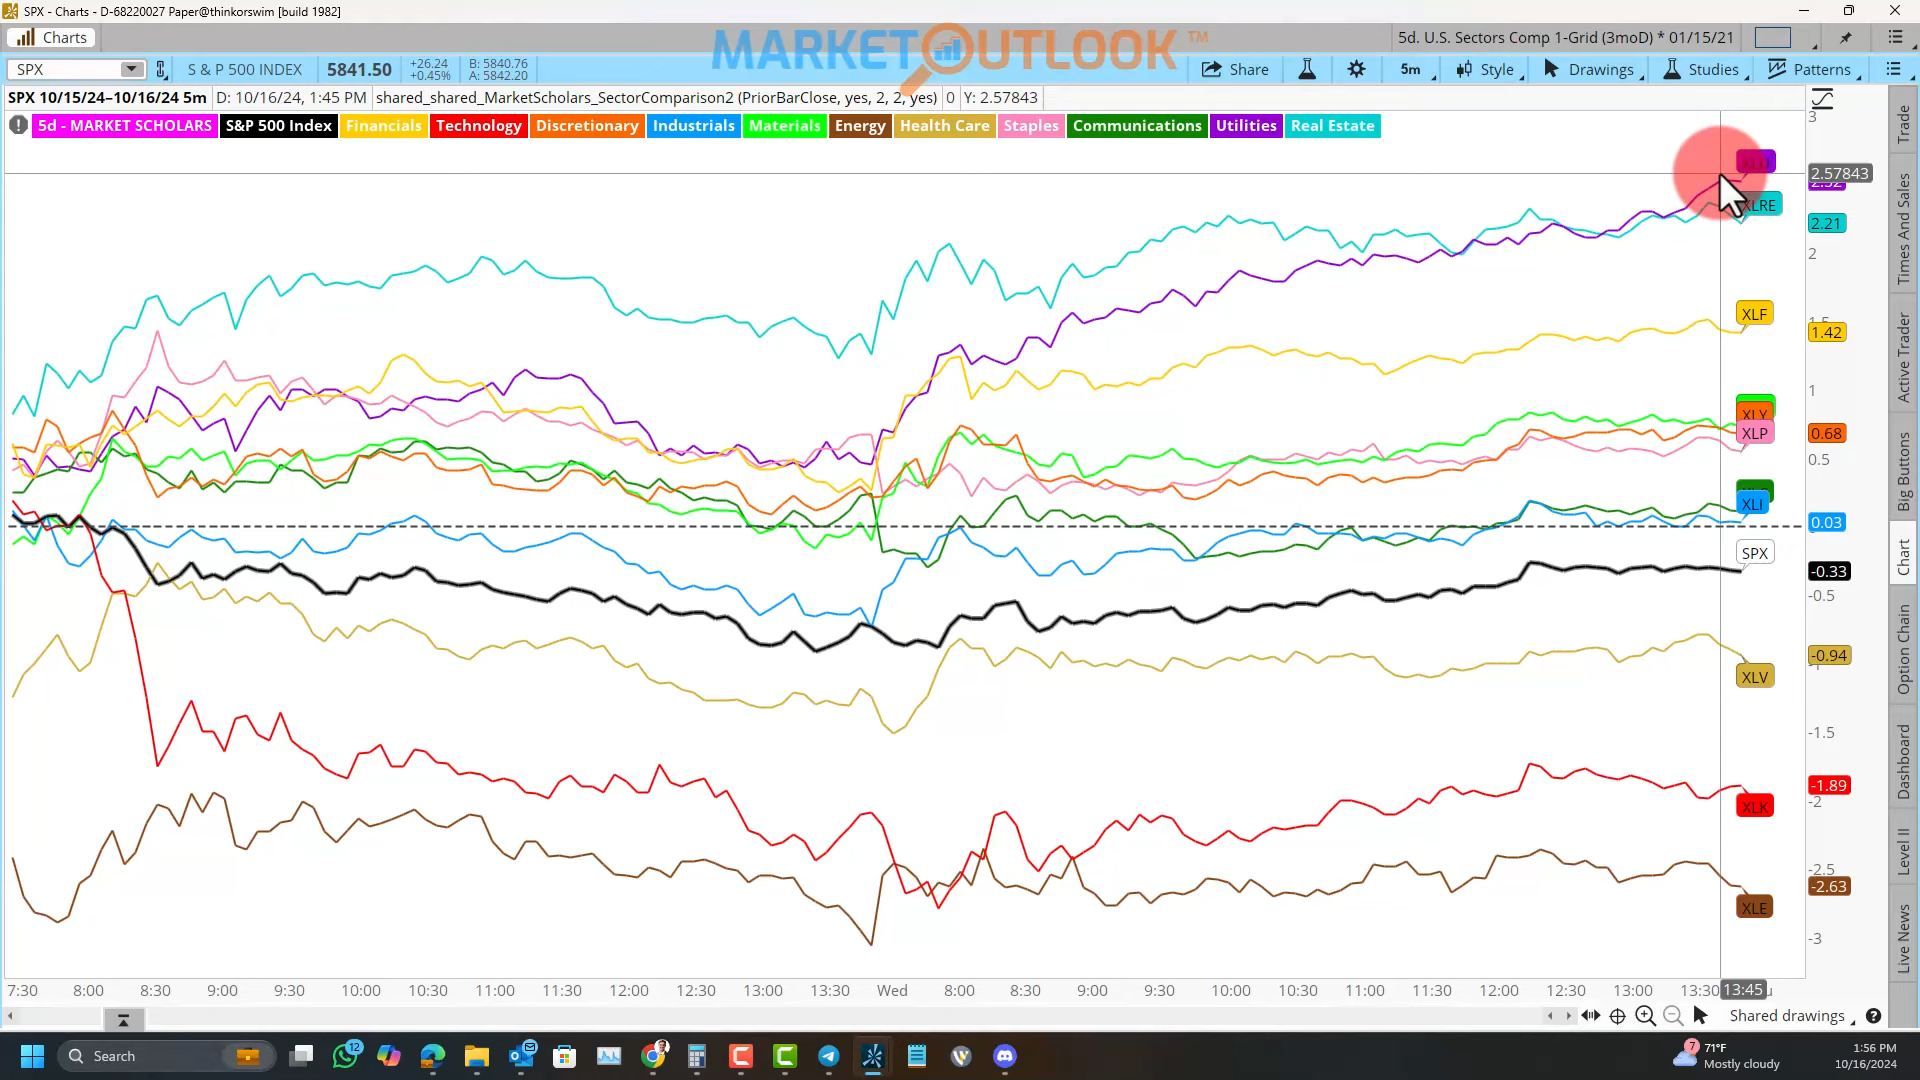 SPX - Charts - D-68220027 Paper@thinkorswim [build 1982]
Charts
MARKET OUTLOOK TM
5d. U.S. Sectors Comp 1-Grid (3moD) * 01/15/21
SPX
S & P 500 INDEX
5841.50
+26.24
+0.45%
B: 5840.76
A: 5842.20
Share
5m
Style
Drawings
Studies
Patterns
SPX 10/15/24–10/16/24 5m
D: 10/16/24, 1:45 PM
shared_shared_MarketScholars_SectorComparison2 (PriorBarClose, yes, 2, 2, yes)
0
Y: 2.57843
5d - MARKET SCHOLARS
S&P 500 Index
Financials
Technology
Discretionary
Industrials
Materials
Energy
Health Care
Staples
Communications
Utilities
Real Estate
3
2.57843
XLRE
2.21
2
XLF
1.42
1
XLY
XLP
0.68
0.5
XLI
0.03
SPX
-0.33
-0.5
-0.94
XLV
-1.5
-1.89
-2
XLK
-2.5
-2.63
XLE
-3
7:30
8:00
8:30
9:00
9:30
10:00
10:30
11:00
11:30
12:00
12:30
13:00
13:30
Wed
8:00
8:30
9:00
9:30
10:00
10:30
11:00
11:30
12:00
12:30
13:00
13:30
13:45
Trade
Times And Sales
Active Trader
Big Buttons
Chart
Option Chain
Dashboard
Level II
Live News
Shared drawings
Search
12
7
71°F
Mostly cloudy
1:56 PM
10/16/2024